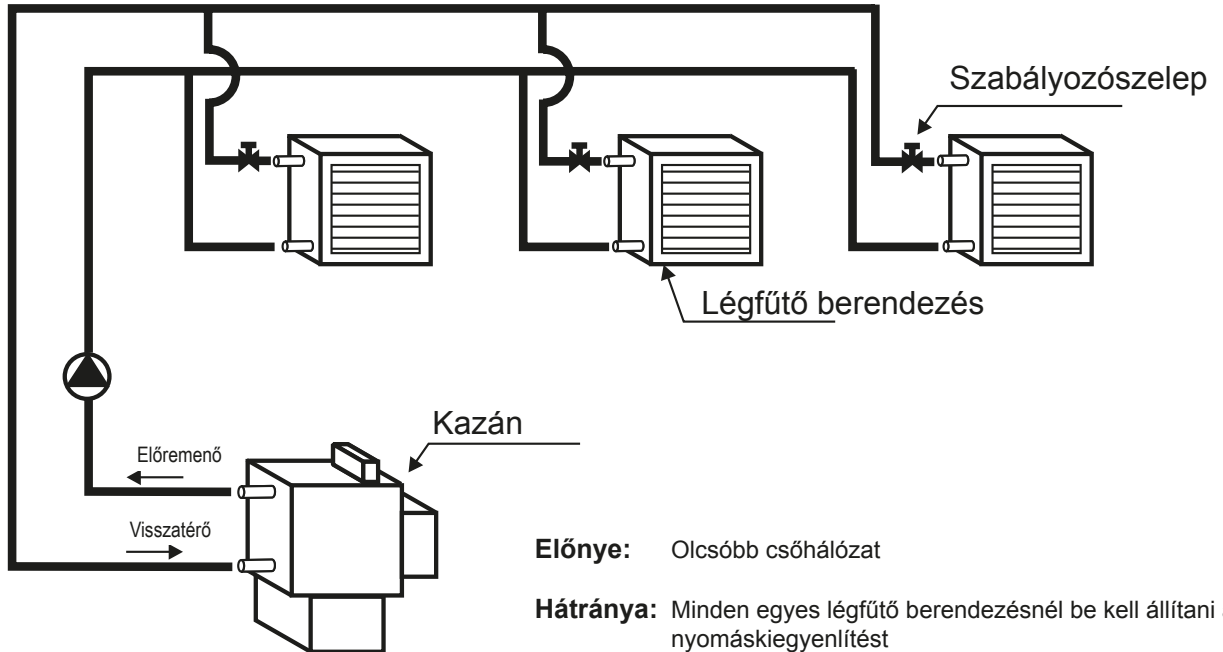 Szabályozószelep
Légfűtő berendezés
Kazán
Előremenő
Visszatérő
Előnye: Olcsóbb csőhálózat
Hátránya: Minden egyes légfűtő berendezésnél be kell állítani
nyomáskiegyenlítést